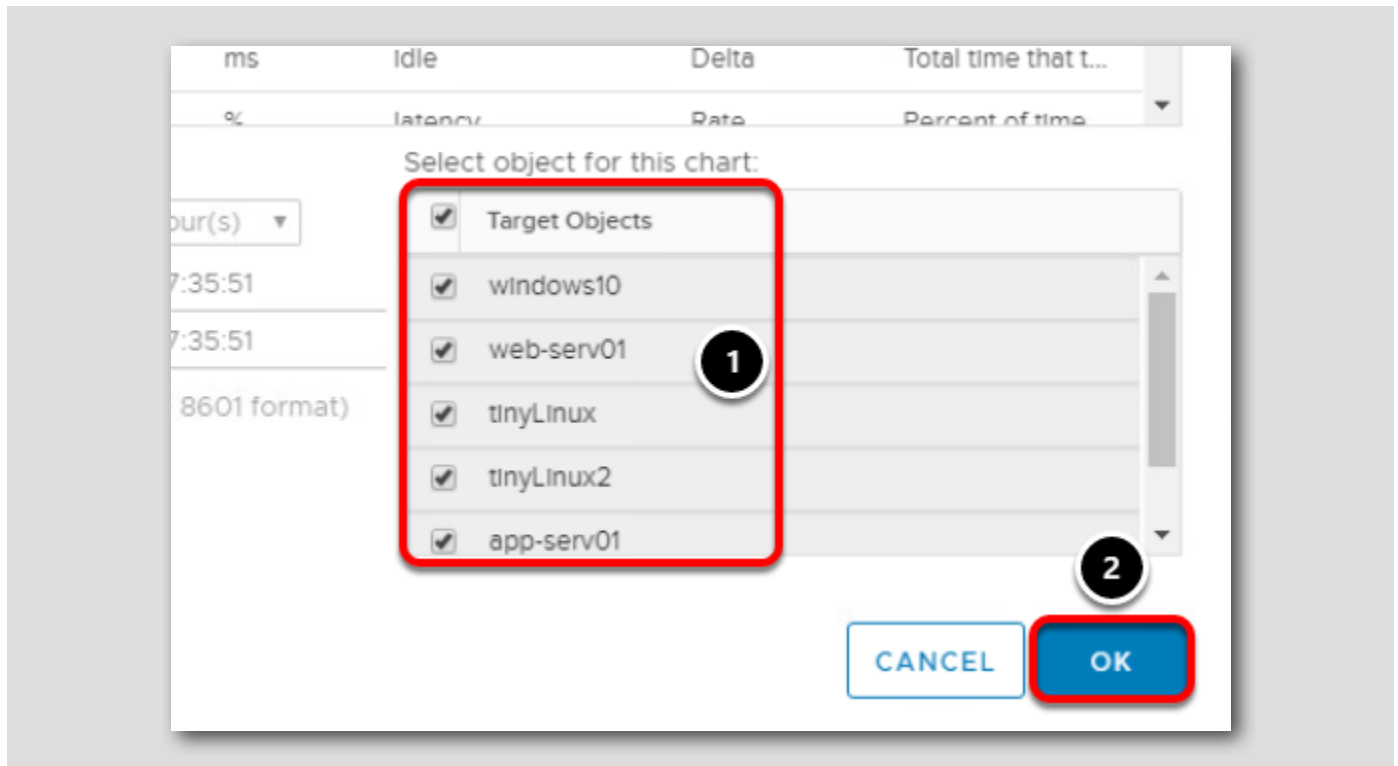 ms Idle Delta Total time that t...
% latency Rate Percent of time
Select object for this chart:
our(s)
Target Objects
7:35:51
windows10
7:35:51
web-serv01
1
8601 format)
tinyLinux
tinyLinux2
app-serv01
2
CANCEL OK